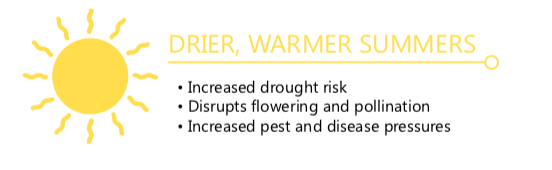 DRIER, WARMER SUMMERS
• Increased drought risk
• Disrupts flowering and pollination
• Increased pest and disease pressures